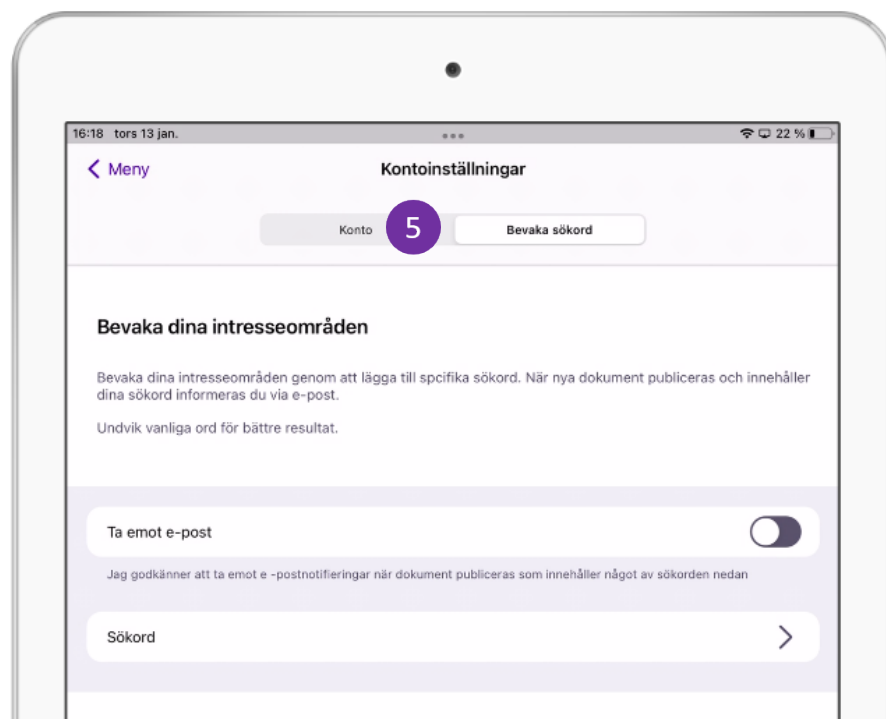 16:18 tors 13 jan.
22 %
Meny
Kontoinställningar
Konto
5
Bevaka sökord
Bevaka dina intresseområden
Bevaka dina intresseområden genom att lägga till spcifika sökord. När nya dokument publiceras och innehåller
dina sökord informeras du via e-post.
Undvik vanliga ord för bättre resultat.
Ta emot e-post
Jag godkänner att ta emot e -postnotifieringar när dokument publiceras som innehåller något av sökorden nedan
Sökord